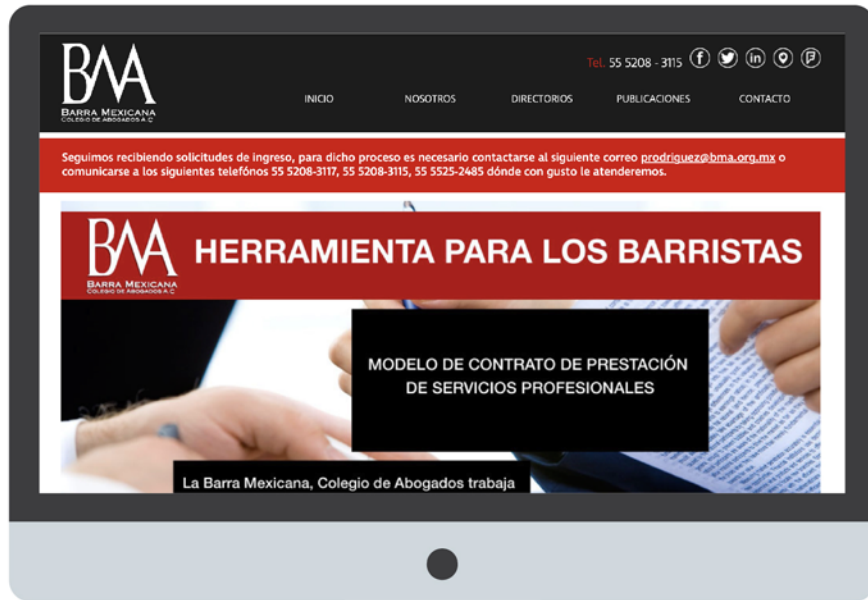 BMA
BARRA MEXICANA
COLEGIO DE ABOGADOS A.C.
Tel. 55 5208 - 3115
INICIO NOSOTROS DIRECTORIOS PUBLICACIONES CONTACTO
Seguimos recibiendo solicitudes de ingreso, para dicho proceso es necesario contactarse al siguiente correo prodriguez@bma.org.mx o
comunicarse a los siguientes telefónos 55 5208-3117, 55 5208-3115, 55 5525-2485 dónde con gusto le atenderemos.
BMA
BARRA MEXICANA
COLEGIO DE ABOGADOS A.C
HERRAMIENTA PARA LOS BARRISTAS
MODELO DE CONTRATO DE PRESTACIÓN
DE SERVICIOS PROFESIONALES
La Barra Mexicana, Colegio de Abogados trabaja